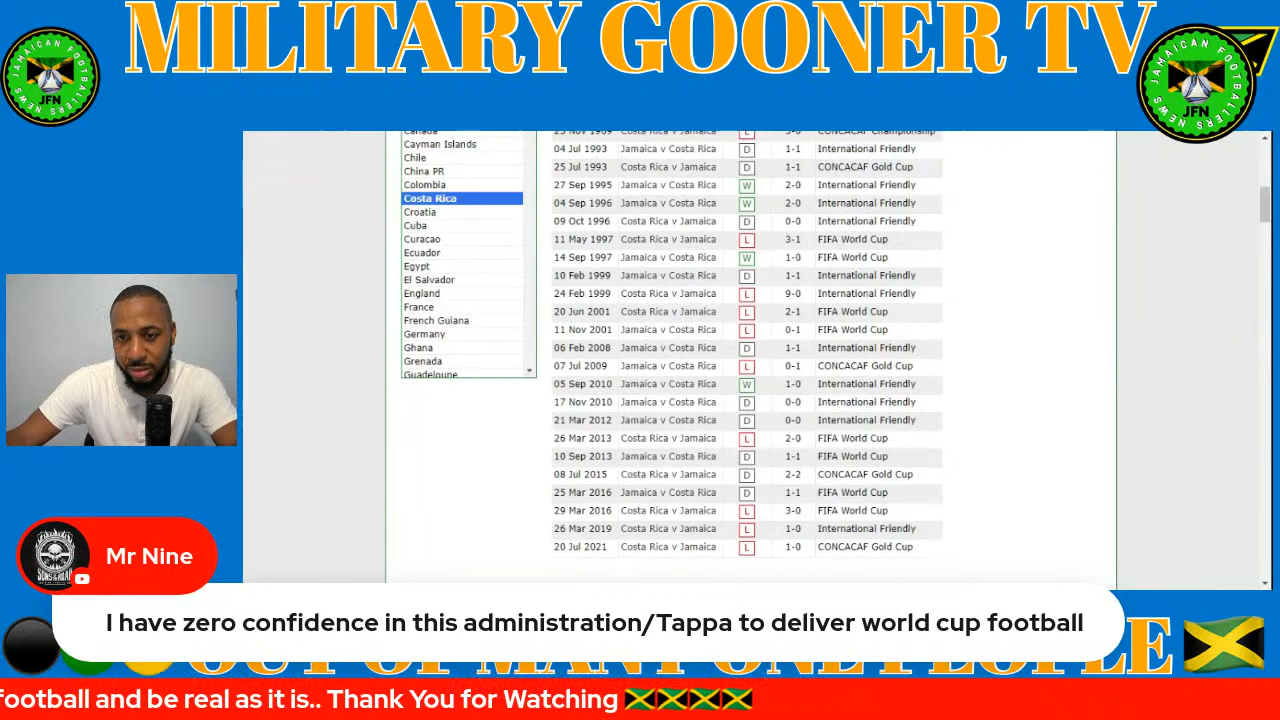 MILITARY GOONER TV
JAMAICAN FOOTBALLERS NEWS
JFN
JAMAICAN FOOTBALLERS NEWS
JFN
Canada
Cayman Islands
Chile
China PR
Colombia
Costa Rica
Croatia
Cuba
Curacao
Ecuador
Egypt
El Salvador
England
France
French Guiana
Germany
Ghana
Grenada
Guadeloupe
Costa Rica v Jamaica L CONCACAF Championship
04 Jul 1993 Jamaica v Costa Rica D 1-1 International Friendly
25 Jul 1993 Costa Rica v Jamaica D 1-1 CONCACAF Gold Cup
27 Sep 1995 Jamaica v Costa Rica W 2-0 International Friendly
04 Sep 1996 Jamaica v Costa Rica W 2-0 International Friendly
09 Oct 1996 Jamaica v Costa Rica D 0-0 International Friendly
11 May 1997 Costa Rica v Jamaica L 3-1 FIFA World Cup
14 Sep 1997 Jamaica v Costa Rica W 1-0 FIFA World Cup
10 Feb 1999 Jamaica v Costa Rica D 1-1 International Friendly
24 Feb 1999 Costa Rica v Jamaica L 9-0 International Friendly
20 Jun 2001 Costa Rica v Jamaica L 2-1 FIFA World Cup
11 Nov 2001 Jamaica v Costa Rica L 0-1 FIFA World Cup
06 Feb 2008 Jamaica v Costa Rica D 1-1 International Friendly
07 Jul 2009 Jamaica v Costa Rica L 0-1 CONCACAF Gold Cup
05 Sep 2010 Jamaica v Costa Rica W 1-0 International Friendly
17 Nov 2010 Jamaica v Costa Rica D 0-0 International Friendly
21 Mar 2012 Jamaica v Costa Rica D 0-0 International Friendly
26 Mar 2013 Costa Rica v Jamaica L 2-0 FIFA World Cup
10 Sep 2013 Jamaica v Costa Rica D 1-1 FIFA World Cup
08 Jul 2015 Costa Rica v Jamaica D 2-2 CONCACAF Gold Cup
25 Mar 2016 Jamaica v Costa Rica D 1-1 FIFA World Cup
29 Mar 2016 Costa Rica v Jamaica L 3-0 FIFA World Cup
26 Mar 2019 Costa Rica v Jamaica L 1-0 International Friendly
20 Jul 2021 Costa Rica v Jamaica L 1-0 CONCACAF Gold Cup
Mr Nine
I have zero confidence in this administration/Tappa to deliver world cup football
OUT OF MANY ONE PEOPLE
football and be real as it is.. Thank You for Watching